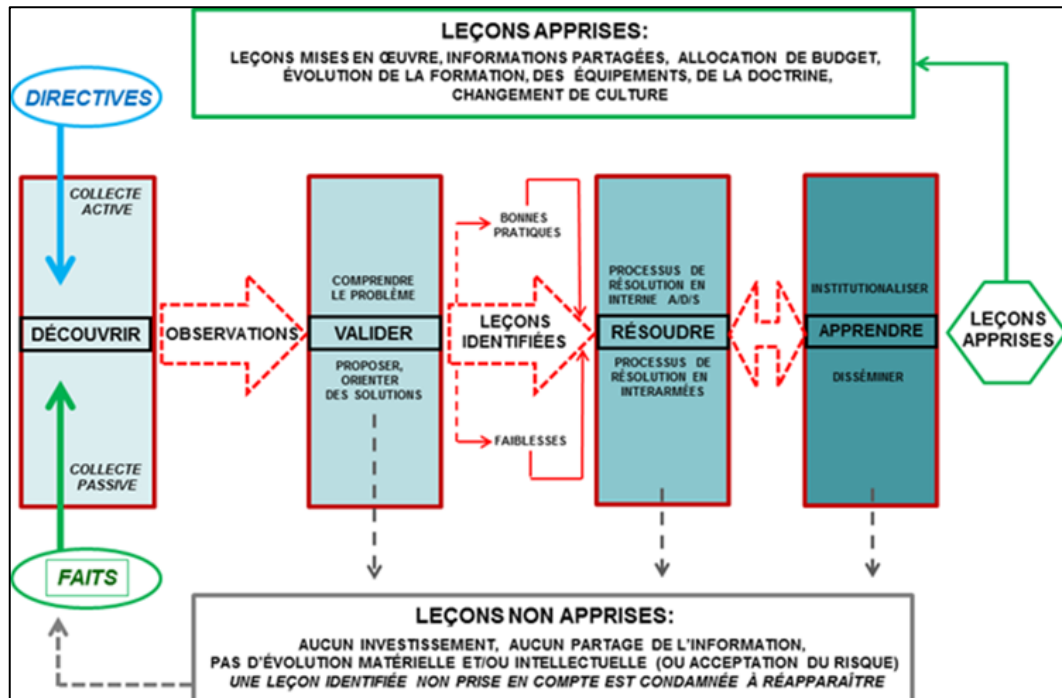 LEÇONS APPRISES:
LEÇONS MISES EN ŒUVRE, INFORMATIONS PARTAGÉES, ALLOCATION DE BUDGET,
ÉVOLUTION DE LA FORMATION, DES ÉQUIPEMENTS, DE LA DOCTRINE,
CHANGEMENT DE CULTURE
DIRECTIVES
COLLECTE
ACTIVE
DÉCOUVRIR
COLLECTE
PASSIVE
FAITS
OBSERVATIONS
COMPRENDRE
LE PROBLÈME
VALIDER
PROPOSER,
ORIENTER
DES SOLUTIONS
BONNES
PRATIQUES
LEÇONS
IDENTIFIÉES
FAIBLESSES
PROCESSUS DE
RÉSOLUTION EN
INTERNE A/D/S
RÉSOUDRE
PROCESSUS DE
RÉSOLUTION EN
INTERARMÉES
INSTITUTIONALISER
APPRENDRE
DISSÉMINER
LEÇONS
APPRISES
LEÇONS NON APPRISES:
AUCUN INVESTISSEMENT, AUCUN PARTAGE DE L'INFORMATION,
PAS D'ÉVOLUTION MATÉRIELLE ET/OU INTELLECTUELLE (OU ACCEPTATION DU RISQUE)
UNE LEÇON IDENTIFIÉE NON PRISE EN COMPTE EST CONDAMNÉE À RÉAPPARAÎTRE